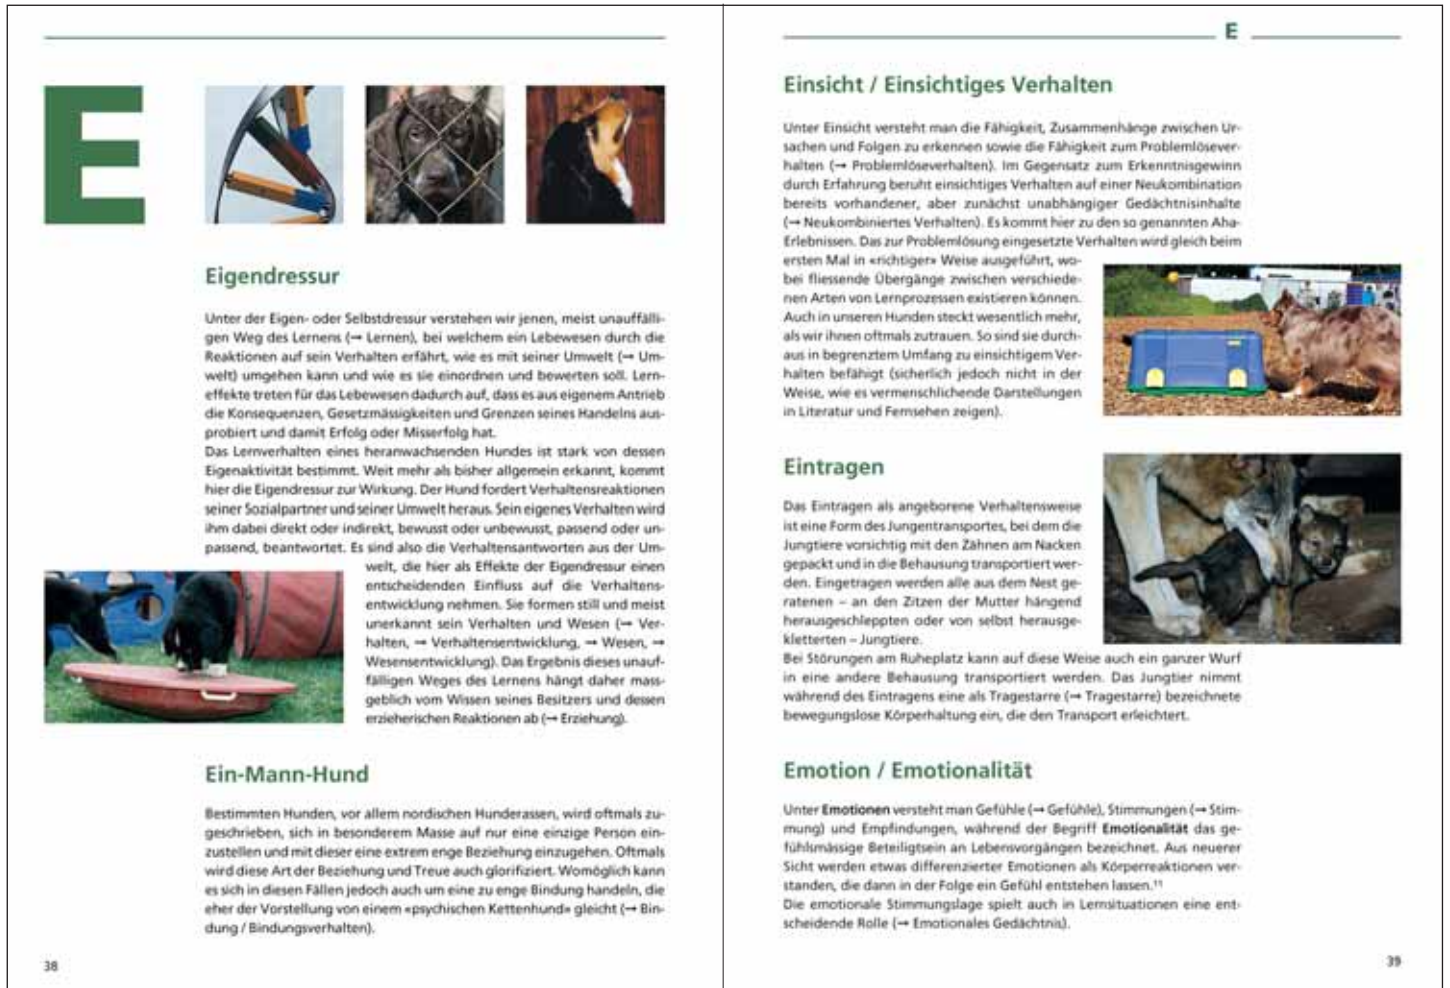 E
Eigendressur
Unter der Eigen- oder Selbstdressur verstehen wir jenen, meist unauffälli-
gen Weg des Lernens (→ Lernen), bei welchem ein Lebewesen durch die
Reaktionen auf sein Verhalten erfährt, wie es mit seiner Umwelt (→ Um-
welt) umgehen kann und wie es sie einordnen und bewerten soll. Lern-
effekte treten für das Lebewesen dadurch auf, dass es aus eigenem Antrieb
die Konsequenzen, Gesetzmässigkeiten und Grenzen seines Handelns aus-
probiert und damit Erfolg oder Misserfolg hat.
Das Lernverhalten eines heranwachsenden Hundes ist stark von dessen
Eigenaktivität bestimmt. Weit mehr als bisher allgemein erkannt, kommt
hier die Eigendressur zur Wirkung. Der Hund fordert Verhaltensreaktionen
seiner Sozialpartner und seiner Umwelt heraus. Sein eigenes Verhalten wird
ihm dabei direkt oder indirekt, bewusst oder unbewusst, passend oder un-
passend, beantwortet. Es sind also die Verhaltensantworten aus der Um-
welt, die hier als Effekte der Eigendressur einen
entscheidenden Einfluss auf die Verhaltens-
entwicklung nehmen. Sie formen still und meist
unerkannt sein Verhalten und Wesen (→ Ver-
halten, → Verhaltensentwicklung, → Wesen, →
Wesensentwicklung). Das Ergebnis dieses unauf-
fälligen Weges des Lernens hängt daher mass-
geblich vom Wissen seines Besitzers und dessen
erzieherischen Reaktionen ab (→ Erziehung).
Ein-Mann-Hund
Bestimmten Hunden, vor allem nordischen Hunderassen, wird oftmals zu-
geschrieben, sich in besonderem Masse auf nur eine einzige Person ein-
zustellen und mit dieser eine extrem enge Beziehung einzugehen. Oftmals
wird diese Art der Beziehung und Treue auch glorifiziert. Womöglich kann
es sich in diesen Fällen jedoch auch um eine zu enge Bindung handeln, die
eher der Vorstellung von einem «psychischen Kettenhund» gleicht (→ Bin-
dung / Bindungsverhalten).
38
E
Einsicht / Einsichtiges Verhalten
Unter Einsicht versteht man die Fähigkeit, Zusammenhänge zwischen Ur-
sachen und Folgen zu erkennen sowie die Fähigkeit zum Problemlösever-
halten (→ Problemlöseverhalten). Im Gegensatz zum Erkenntnisgewinn
durch Erfahrung beruht einsichtiges Verhalten auf einer Neukombination
bereits vorhandener, aber zunächst unabhängiger Gedächtnisinhalte
(→ Neukombiniertes Verhalten). Es kommt hier zu den so genannten Aha-
Erlebnissen. Das zur Problemlösung eingesetzte Verhalten wird gleich beim
ersten Mal in «richtiger» Weise ausgeführt, wo-
bei fliessende Übergänge zwischen verschiede-
nen Arten von Lernprozessen existieren können.
Auch in unseren Hunden steckt wesentlich mehr,
als wir ihnen oftmals zutrauen. So sind sie durch-
aus in begrenztem Umfang zu einsichtigem Ver-
halten befähigt (sicherlich jedoch nicht in der
Weise, wie es vermenschlichende Darstellungen
in Literatur und Fernsehen zeigen).
Eintragen
Das Eintragen als angeborene Verhaltensweise
ist eine Form des Jungentransportes, bei dem die
Jungtiere vorsichtig mit den Zähnen am Nacken
gepackt und in die Behausung transportiert wer-
den. Eingetragen werden alle aus dem Nest ge-
ratenen – an den Zitzen der Mutter hängend
herausgeschleppten oder von selbst herausge-
kletterten – Jungtiere.
Bei Störungen am Ruheplatz kann auf diese Weise auch ein ganzer Wurf
in eine andere Behausung transportiert werden. Das Jungtier nimmt
während des Eintragens eine als Tragestarre (→ Tragestarre) bezeichnete
bewegungslose Körperhaltung ein, die den Transport erleichtert.
Emotion / Emotionalität
Unter Emotionen versteht man Gefühle (→ Gefühle), Stimmungen (→ Stim-
mung) und Empfindungen, während der Begriff Emotionalität das ge-
fühlsmässige Beteiligtsein an Lebensvorgängen bezeichnet. Aus neuerer
Sicht werden etwas differenzierter Emotionen als Körperreaktionen ver-
standen, die dann in der Folge ein Gefühl entstehen lassen.¹¹
Die emotionale Stimmungslage spielt auch in Lernsituationen eine ent-
scheidende Rolle (→ Emotionales Gedächtnis).
39